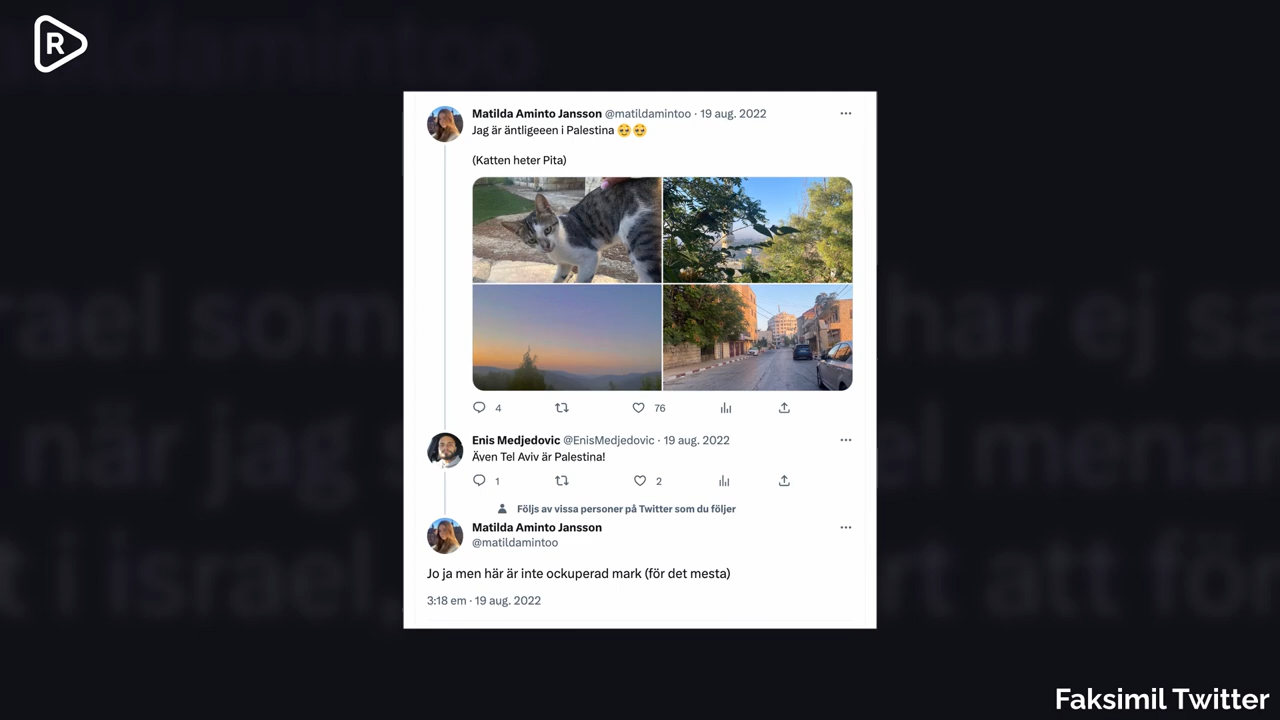 R
Matilda Aminto Jansson @matildamintoo · 19 aug. 2022
Jag är äntligeeen i Palestina 🥹🥹
(Katten heter Pita)
4 76
Enis Medjedovic @EnisMedjedovic · 19 aug. 2022
Även Tel Aviv är Palestina!
1 2
Följs av vissa personer på Twitter som du följer
Matilda Aminto Jansson
@matildamintoo
Jo ja men här är inte ockuperad mark (för det mesta)
3:18 em · 19 aug. 2022
Faksimil Twitter